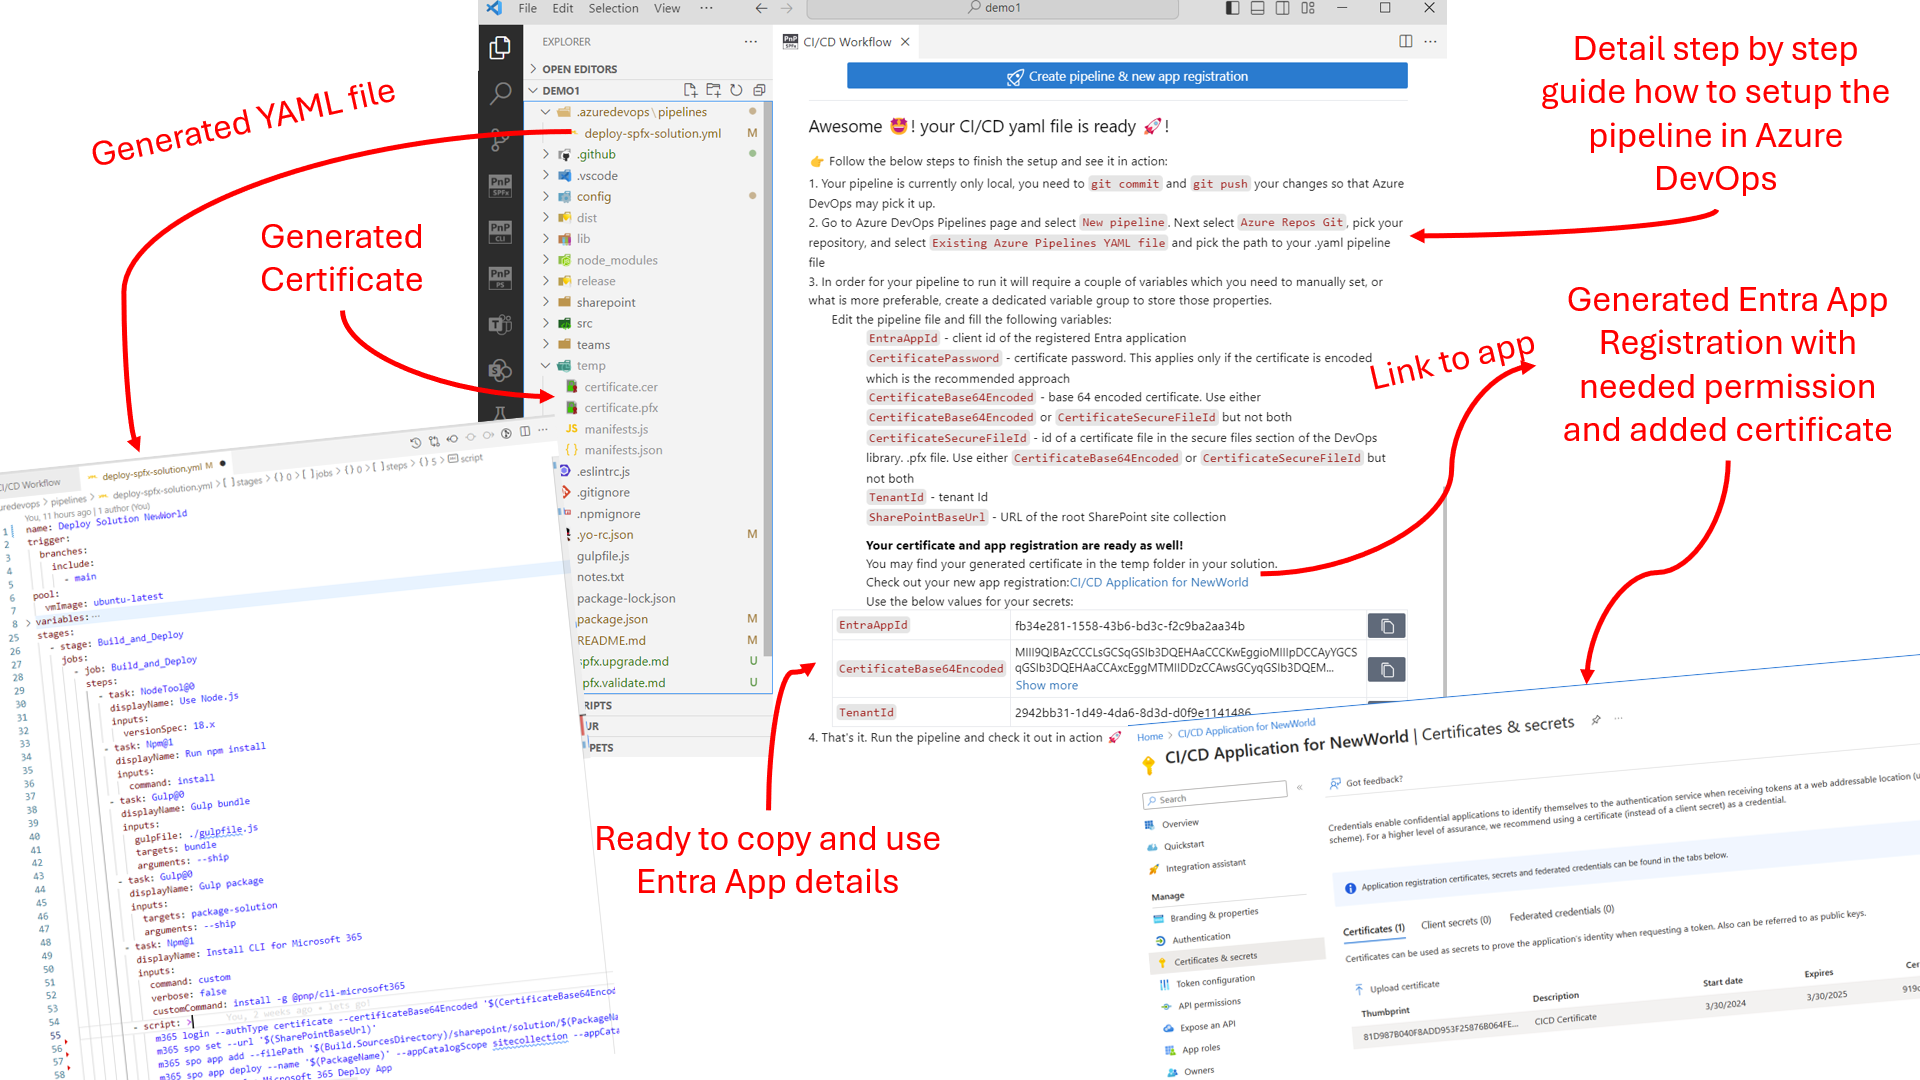 File Edit Selection View ··· demo1
EXPLORER
OPEN EDITORS
DEMO1
.azuredevops \ pipelines
deploy-spfx-solution.yml M
.github
.vscode
config
dist
lib
node_modules
release
sharepoint
src
teams
temp
certificate.cer
certificate.pfx
manifests.js
manifests.json
.eslintrc.js
.gitignore
.npmignore
.yo-rc.json M
gulpfile.js
notes.txt
package-lock.json
package.json M
README.md M
spfx.upgrade.md U
spfx.validate.md U
RIPTS
UR
PETS
PnP SPFx
PnP CLI
PnP PS
CI/CD Workflow
Create pipeline & new app registration
Awesome 🤩! your CI/CD yaml file is ready 🚀!
👉 Follow the below steps to finish the setup and see it in action:
1. Your pipeline is currently only local, you need to git commit and git push your changes so that Azure
DevOps may pick it up.
2. Go to Azure DevOps Pipelines page and select New pipeline. Next select Azure Repos Git, pick your
repository, and select Existing Azure Pipelines YAML file and pick the path to your .yaml pipeline
file
3. In order for your pipeline to run it will require a couple of variables which you need to manually set, or
what is more preferable, create a dedicated variable group to store those properties.
Edit the pipeline file and fill the following variables:
EntraAppId - client id of the registered Entra application
CertificatePassword - certificate password. This applies only if the certificate is encoded
which is the recommended approach
CertificateBase64Encoded - base 64 encoded certificate. Use either
CertificateBase64Encoded or CertificateSecureFileId but not both
CertificateSecureFileId - id of a certificate file in the secure files section of the DevOps
library. .pfx file. Use either CertificateBase64Encoded or CertificateSecureFileId but
not both
TenantId - tenant Id
SharePointBaseUrl - URL of the root SharePoint site collection
Your certificate and app registration are ready as well!
You may find your generated certificate in the temp folder in your solution.
Check out your new app registration:CI/CD Application for NewWorld
Use the below values for your secrets:
EntraAppId fb34e281-1558-43b6-bd3c-f2c9ba2aa34b
CertificateBase64Encoded MIII9QIBAzCCCLsGCSqGSIb3DQEHAaCCCKwEggioMIIIpDCCAyYGCS
qGSIb3DQEHAaCCAxcEggMTMIIDDzCCAwsGCyqGSIb3DQEM...
Show more
TenantId 2942bb31-1d49-4da6-8d3d-d0f9e1141486
4. That's it. Run the pipeline and check it out in action 🚀
Generated YAML file
Generated
Certificate
Detail step by step
guide how to setup the
pipeline in Azure
DevOps
Link to app
Generated Entra App
Registration with
needed permission
and added certificate
Ready to copy and use
Entra App details
CI/CD Workflow deploy-spfx-solution.yml M ●
uredevops > pipelines > deploy-spfx-solution.yml > [ ] stages > {} 0 > [ ] jobs > {} 0 > [ ] steps > {} 5 > script
You, 11 hours ago | 1 author (You)
1 name: Deploy Solution NewWorld
2 trigger:
3 branches:
4 include:
5 - main
6 pool:
7 vmImage: ubuntu-latest
8 variables: ···
25 stages:
26 - stage: Build_and_Deploy
27 jobs:
28 - job: Build_and_Deploy
29 steps:
30 - task: NodeTool@0
31 displayName: Use Node.js
32 inputs:
33 versionSpec: 18.x
34 - task: Npm@1
35 displayName: Run npm install
36 inputs:
37 command: install
38 - task: Gulp@0
39 displayName: Gulp bundle
40 inputs:
41 gulpFile: ./gulpfile.js
42 targets: bundle
43 arguments: --ship
44 - task: Gulp@0
45 displayName: Gulp package
46 inputs:
47 targets: package-solution
48 arguments: --ship
49 - task: Npm@1
50 displayName: Install CLI for Microsoft 365
51 inputs:
52 command: custom
53 verbose: false
54 customCommand: install -g @pnp/cli-microsoft365
55 - script: > You, 2 weeks ago • lets go!
56 m365 login --authType certificate --certificateBase64Encoded '$(CertificateBase64Encod
57 m365 spo set --url '$(SharePointBaseUrl)'
58 m365 spo app add --filePath '$(Build.SourcesDirectory)/sharepoint/solution/$(PackageNa
m365 spo app deploy --name '$(PackageName)' --appCatalogScope sitecollection --appCata
Microsoft 365 Deploy App
Home > CI/CD Application for NewWorld
CI/CD Application for NewWorld | Certificates & secrets
Search
Overview
Quickstart
Integration assistant
Manage
Branding & properties
Authentication
Certificates & secrets
Token configuration
API permissions
Expose an API
App roles
Owners
Got feedback?
Credentials enable confidential applications to identify themselves to the authentication service when receiving tokens at a web addressable location (u
scheme). For a higher level of assurance, we recommend using a certificate (instead of a client secret) as a credential.
Application registration certificates, secrets and federated credentials can be found in the tabs below.
Certificates (1) Client secrets (0) Federated credentials (0)
Certificates can be used as secrets to prove the application's identity when requesting a token. Also can be referred to as public keys.
Upload certificate
Thumbprint Description Start date Expires Cer
81D987B040F8ADD953F25876B064FE... CICD Certificate 3/30/2024 3/30/2025 919c